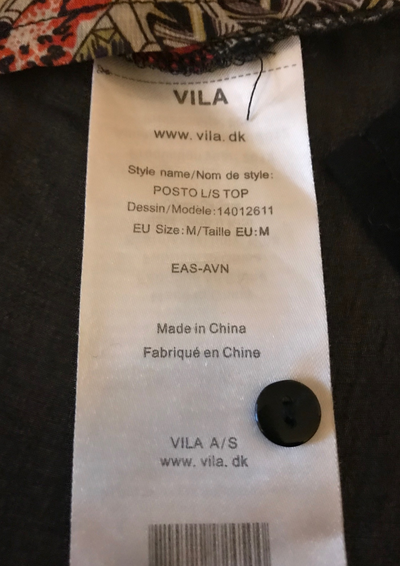 VILA
www.vila.dk
Style name/Nom de style:
POSTO L/S TOP
Dessin/Modèle:14012611
EU Size:M/Taille EU:M
EAS-AVN
Made in China
Fabriqué en Chine
VILA A/S
www.vila.dk